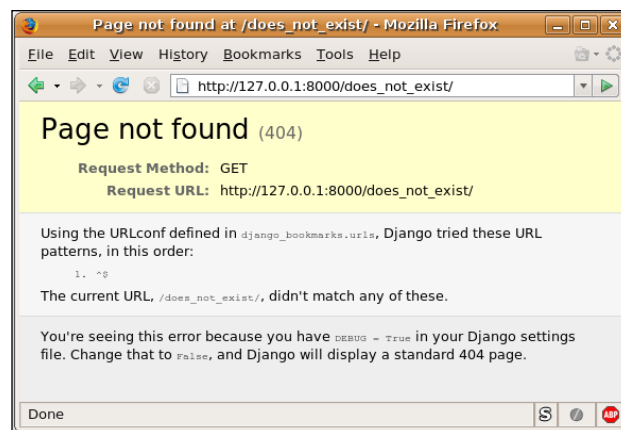 Page not found at /does_not_exist/ - Mozilla Firefox
File Edit View History Bookmarks Tools Help
http://127.0.0.1:8000/does_not_exist/
Page not found (404)
Request Method: GET
Request URL: http://127.0.0.1:8000/does_not_exist/
Using the URLconf defined in django_bookmarks.urls, Django tried these URL
patterns, in this order:
1. ^$
The current URL, /does_not_exist/, didn't match any of these.
You're seeing this error because you have DEBUG = True in your Django settings
file. Change that to False, and Django will display a standard 404 page.
Done S ABP